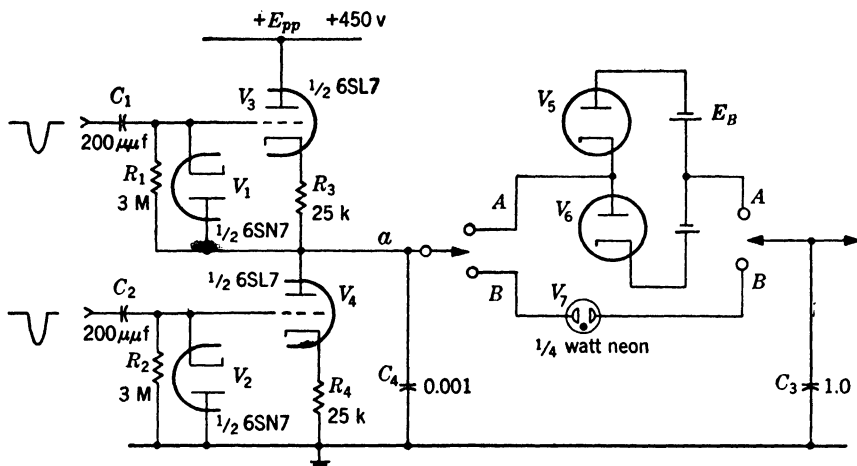 +E_pp +450 v
V_3
½ 6SL7
C_1
200 μμf
R_1
3 M
V_1
½ 6SN7
R_3
25 k
a
½ 6SL7
V_4
C_2
200 μμf
R_2
3 M
V_2
½ 6SN7
R_4
25 k
C_4
0.001
A
B
V_5
V_6
E_B
V_7
¼ watt neon
A
B
C_3
1.0